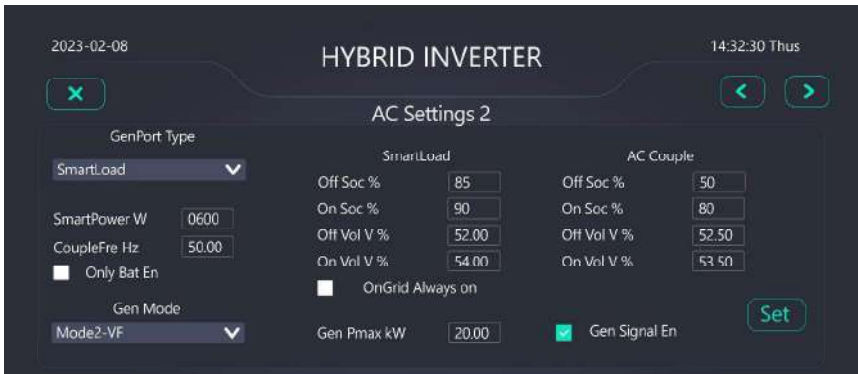 2023-02-08
HYBRID INVERTER
14:32:30 Thus
AC Settings 2
GenPort Type
SmartLoad
SmartPower W 0600
CoupleFre Hz 50.00
Only Bat En
Gen Mode
Mode2-VF
SmartLoad
Off Soc % 85
On Soc % 90
Off Vol V % 52.00
On Vol V % 54.00
OnGrid Always on
Gen Pmax kW 20.00
AC Couple
Off Soc % 50
On Soc % 80
Off Vol V % 52.50
On Vol V % 53.50
Gen Signal En
Set